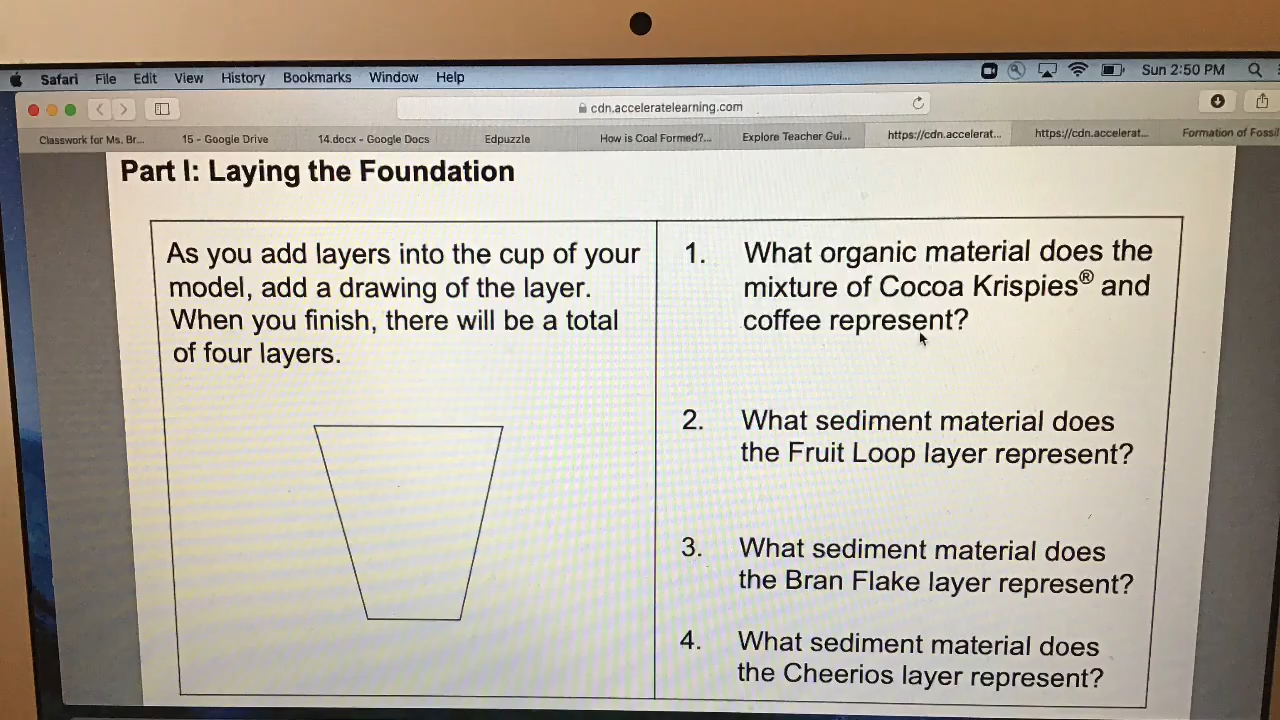 Safari File Edit View History Bookmarks Window Help Sun 2:50 PM
cdn.acceleratelearning.com
Classwork for Ms. Br... 15 - Google Drive 14.docx - Google Docs Edpuzzle How is Coal Formed?... Explore Teacher Gui... https://cdn.accelerat... https://cdn.accelerat... Formation of Fossil
Part I: Laying the Foundation
As you add layers into the cup of your
model, add a drawing of the layer.
When you finish, there will be a total
of four layers.
1. What organic material does the
mixture of Cocoa Krispies® and
coffee represent?
2. What sediment material does
the Fruit Loop layer represent?
3. What sediment material does
the Bran Flake layer represent?
4. What sediment material does
the Cheerios layer represent?